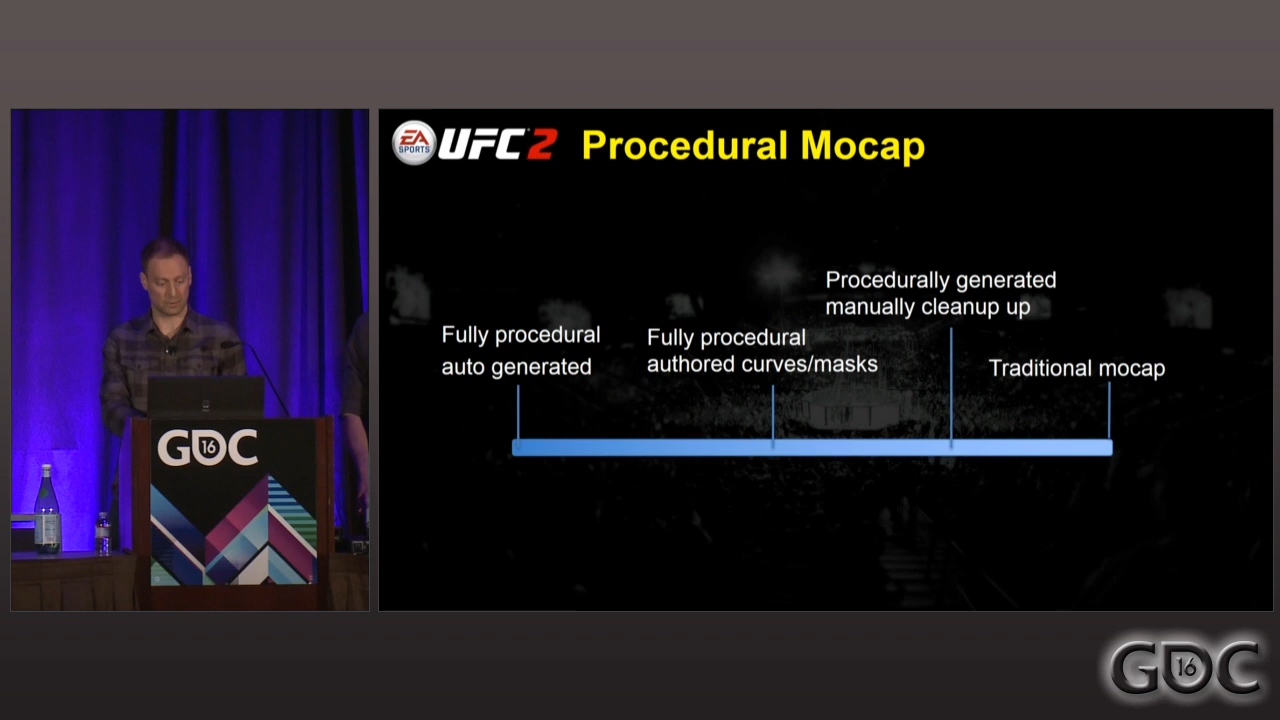 EA
SPORTS
UFC 2
Procedural Mocap
Procedurally generated
manually cleanup up
Fully procedural
auto generated
Fully procedural
authored curves/masks
Traditional mocap
GDC
16
GDC
16